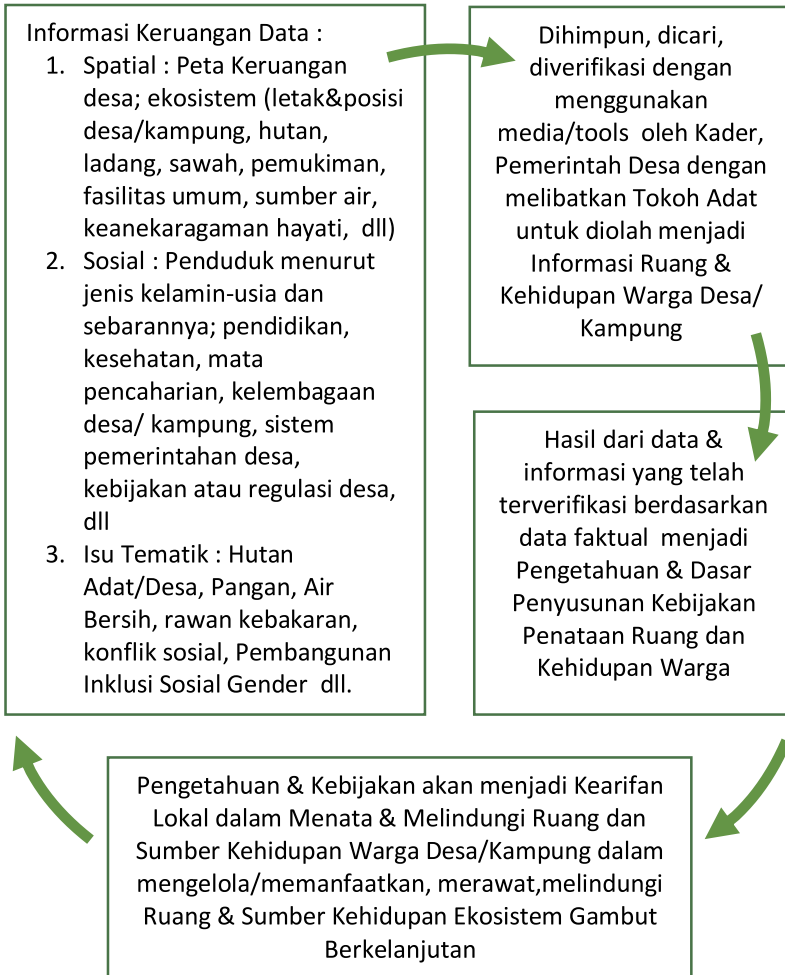 Informasi Keruangan Data :
1. Spatial : Peta Keruangan
desa; ekosistem (letak&posisi
desa/kampung, hutan,
ladang, sawah, pemukiman,
fasilitas umum, sumber air,
keanekaragaman hayati, dll)
2. Sosial : Penduduk menurut
jenis kelamin-usia dan
sebarannya; pendidikan,
kesehatan, mata
pencaharian, kelembagaan
desa/ kampung, sistem
pemerintahan desa,
kebijakan atau regulasi desa,
dll
3. Isu Tematik : Hutan
Adat/Desa, Pangan, Air
Bersih, rawan kebakaran,
konflik sosial, Pembangunan
Inklusi Sosial Gender dll.
Dihimpun, dicari,
diverifikasi dengan
menggunakan
media/tools oleh Kader,
Pemerintah Desa dengan
melibatkan Tokoh Adat
untuk diolah menjadi
Informasi Ruang &
Kehidupan Warga Desa/
Kampung
Hasil dari data &
informasi yang telah
terverifikasi berdasarkan
data faktual menjadi
Pengetahuan & Dasar
Penyusunan Kebijakan
Penataan Ruang dan
Kehidupan Warga
Pengetahuan & Kebijakan akan menjadi Kearifan
Lokal dalam Menata & Melindungi Ruang dan
Sumber Kehidupan Warga Desa/Kampung dalam
mengelola/memanfaatkan, merawat,melindungi
Ruang & Sumber Kehidupan Ekosistem Gambut
Berkelanjutan